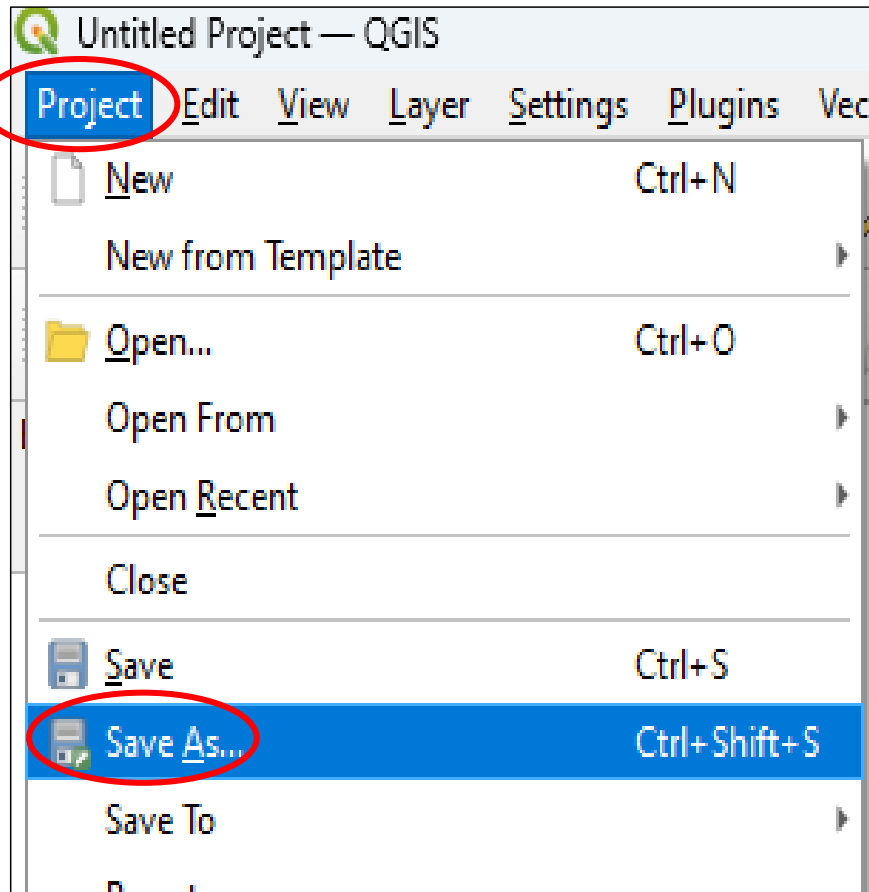 Untitled Project — QGIS
Project Edit View Layer Settings Plugins Vec
New Ctrl+N
New from Template
Open... Ctrl+O
Open From
Open Recent
Close
Save Ctrl+S
Save As... Ctrl+Shift+S
Save To